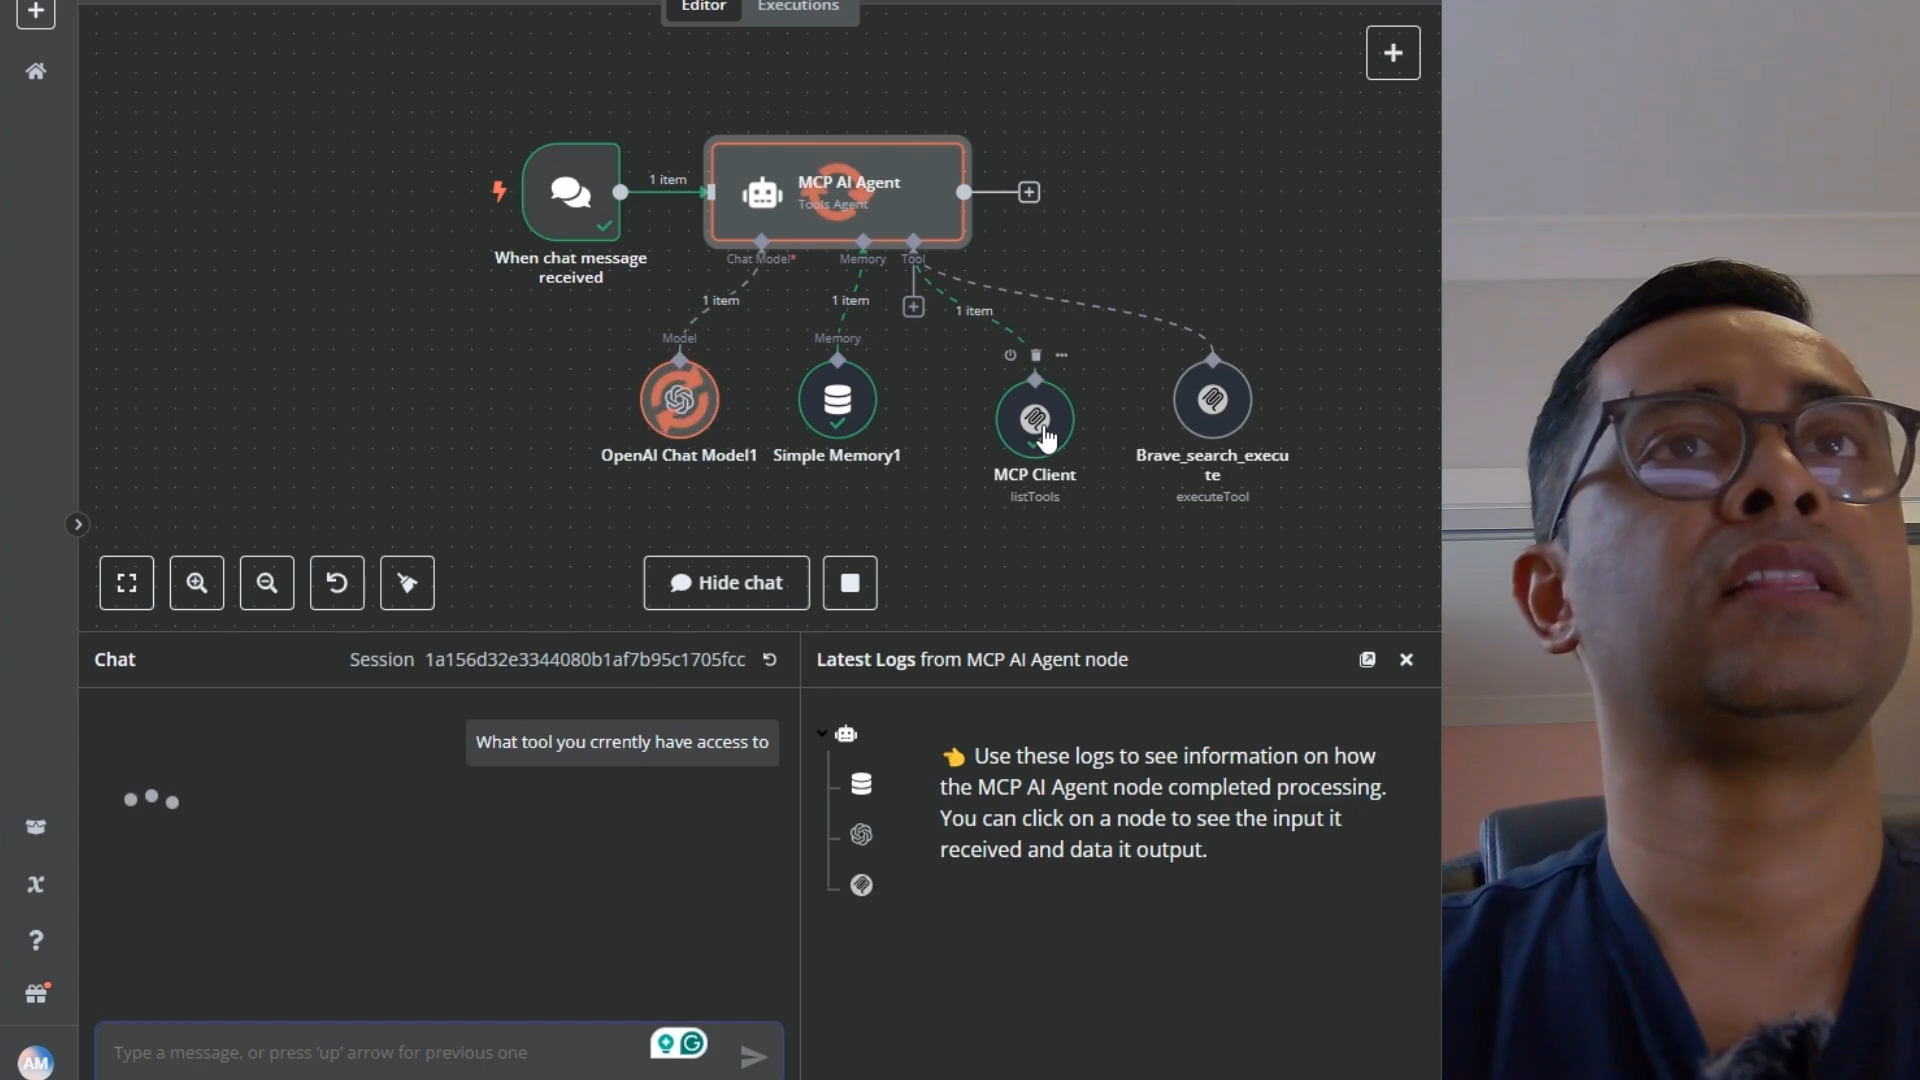 Editor
Executions
1 item
MCP AI Agent
Tools Agent
When chat message
received
Chat Model*
Memory
Tool
1 item
1 item
1 item
Model
Memory
OpenAI Chat Model1
Simple Memory1
MCP Client
listTools
Brave_search_execu
te
executeTool
Hide chat
Chat
Session 1a156d32e3344080b1af7b95c1705fcc
Latest Logs from MCP AI Agent node
What tool you crrently have access to
👈 Use these logs to see information on how
the MCP AI Agent node completed processing.
You can click on a node to see the input it
received and data it output.
Type a message, or press ‘up’ arrow for previous one
AM